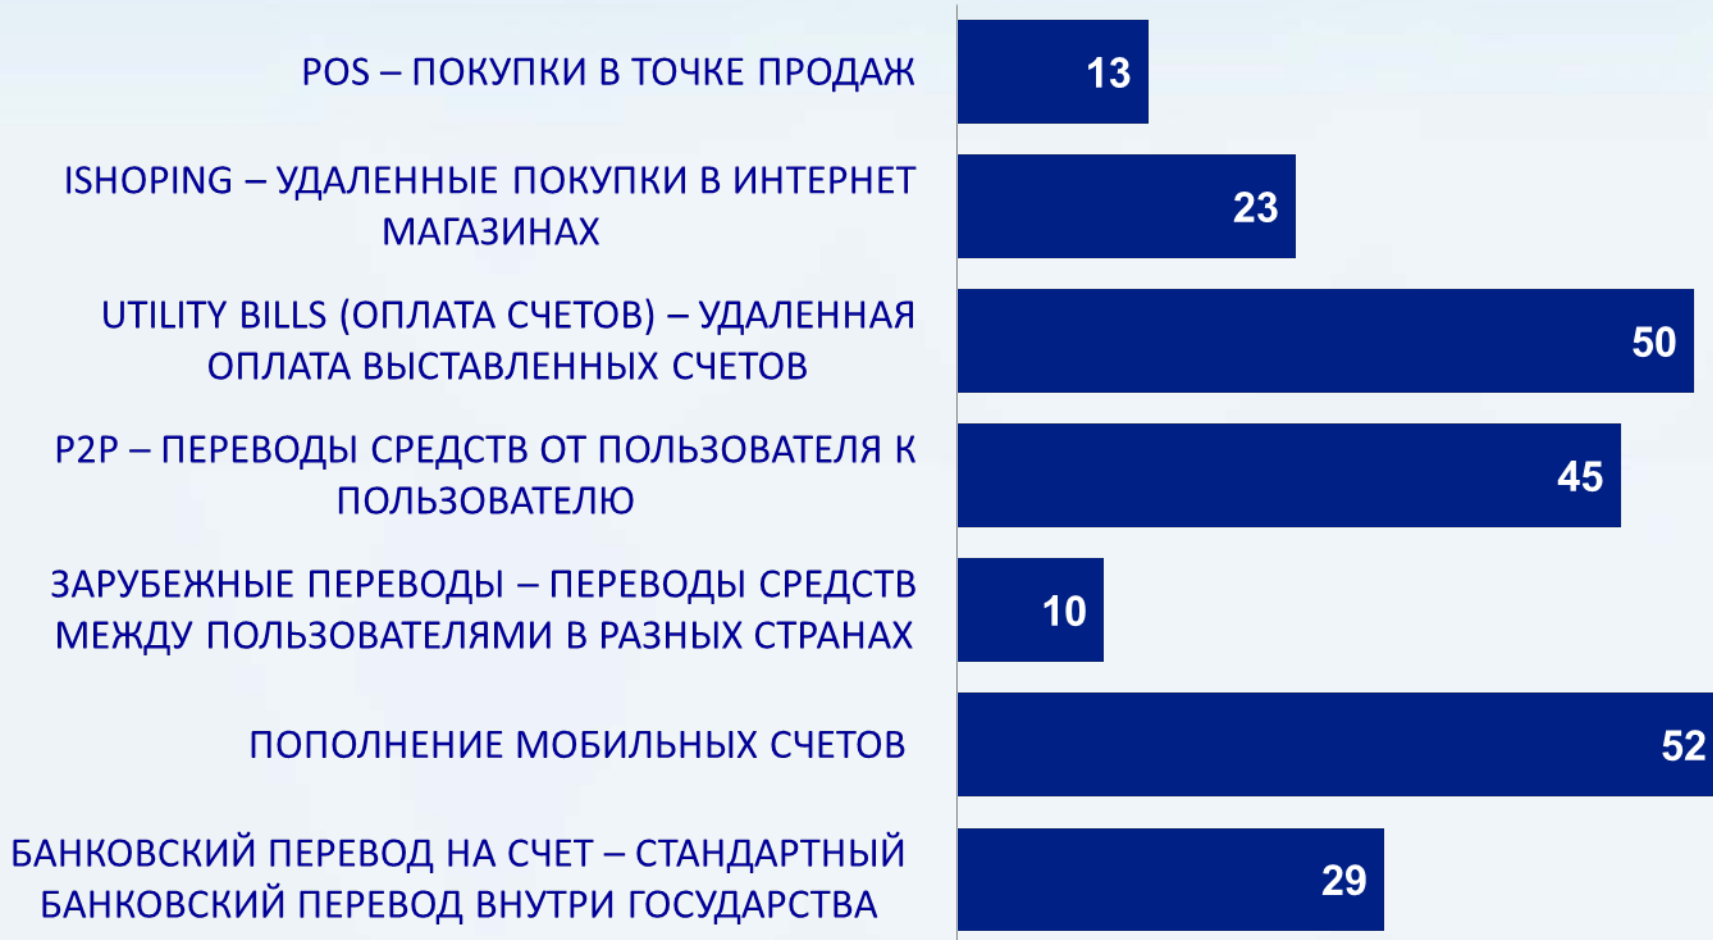 POS – ПОКУПКИ В ТОЧКЕ ПРОДАЖ
13
ISHOPING – УДАЛЕННЫЕ ПОКУПКИ В ИНТЕРНЕТ
МАГАЗИНАХ
23
UTILITY BILLS (ОПЛАТА СЧЕТОВ) – УДАЛЕННАЯ
ОПЛАТА ВЫСТАВЛЕННЫХ СЧЕТОВ
50
P2P – ПЕРЕВОДЫ СРЕДСТВ ОТ ПОЛЬЗОВАТЕЛЯ К
ПОЛЬЗОВАТЕЛЮ
45
ЗАРУБЕЖНЫЕ ПЕРЕВОДЫ – ПЕРЕВОДЫ СРЕДСТВ
МЕЖДУ ПОЛЬЗОВАТЕЛЯМИ В РАЗНЫХ СТРАНАХ
10
ПОПОЛНЕНИЕ МОБИЛЬНЫХ СЧЕТОВ
52
БАНКОВСКИЙ ПЕРЕВОД НА СЧЕТ – СТАНДАРТНЫЙ
БАНКОВСКИЙ ПЕРЕВОД ВНУТРИ ГОСУДАРСТВА
29